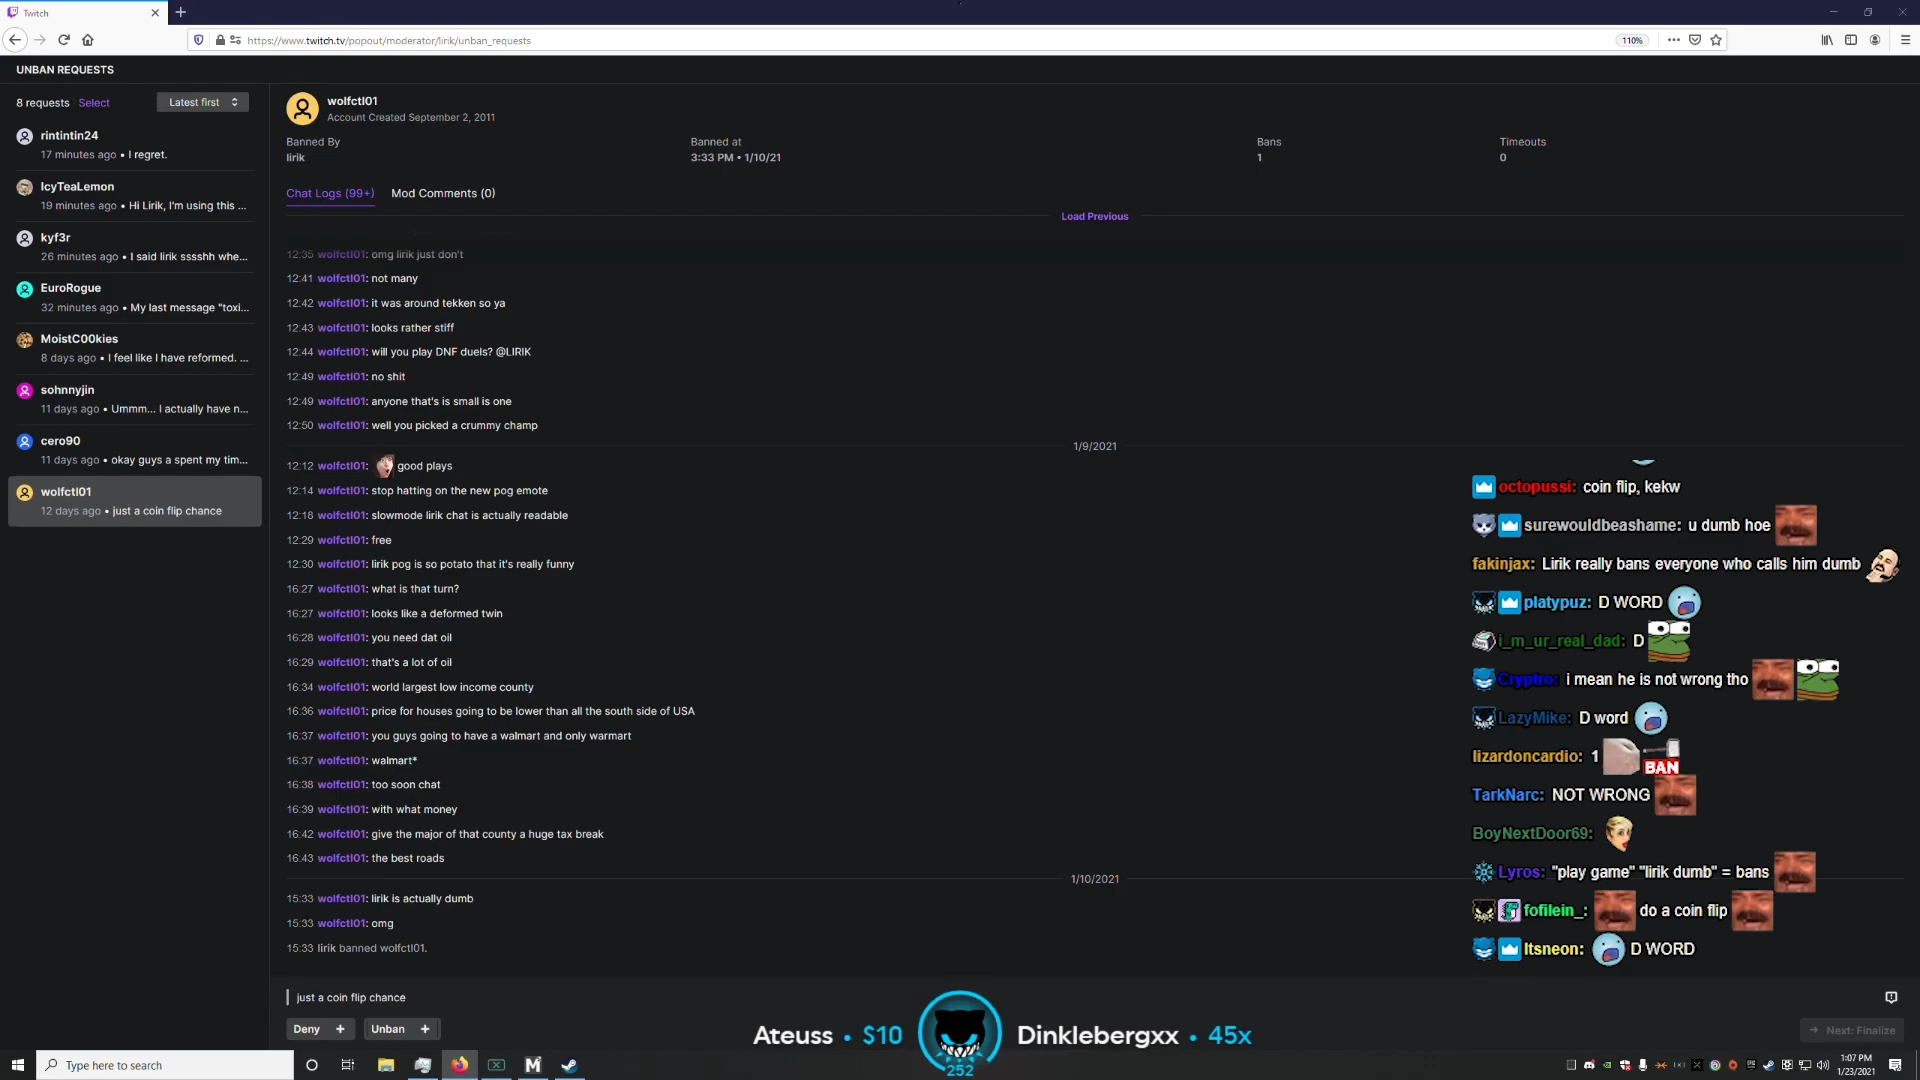 Twitch
https://www.twitch.tv/popout/moderator/lirik/unban_requests
110%
UNBAN REQUESTS
8 requests Select
Latest first
rintintin24
17 minutes ago • I regret.
IcyTeaLemon
19 minutes ago • Hi Lirik, I'm using this ...
kyf3r
26 minutes ago • I said lirik sssshh whe...
EuroRogue
32 minutes ago • My last message "toxi...
MoistC00kies
8 days ago • I feel like I have reformed. ...
sohnnyjin
11 days ago • Ummm... I actually have n...
cero90
11 days ago • okay guys a spent my tim...
wolfctl01
12 days ago • just a coin flip chance
wolfctl01
Account Created September 2, 2011
Banned By
lirik
Banned at
3:33 PM • 1/10/21
Bans
1
Timeouts
0
Chat Logs (99+) Mod Comments (0)
Load Previous
12:35 wolfctl01: omg lirik just don't
12:41 wolfctl01: not many
12:42 wolfctl01: it was around tekken so ya
12:43 wolfctl01: looks rather stiff
12:44 wolfctl01: will you play DNF duels? @LIRIK
12:49 wolfctl01: no shit
12:49 wolfctl01: anyone that's is small is one
12:50 wolfctl01: well you picked a crummy champ
1/9/2021
12:12 wolfctl01: good plays
12:14 wolfctl01: stop hatting on the new pog emote
12:18 wolfctl01: slowmode lirik chat is actually readable
12:29 wolfctl01: free
12:30 wolfctl01: lirik pog is so potato that it's really funny
16:27 wolfctl01: what is that turn?
16:27 wolfctl01: looks like a deformed twin
16:28 wolfctl01: you need dat oil
16:29 wolfctl01: that's a lot of oil
16:34 wolfctl01: world largest low income county
16:36 wolfctl01: price for houses going to be lower than all the south side of USA
16:37 wolfctl01: you guys going to have a walmart and only warmart
16:37 wolfctl01: walmart*
16:38 wolfctl01: too soon chat
16:39 wolfctl01: with what money
16:42 wolfctl01: give the major of that county a huge tax break
16:43 wolfctl01: the best roads
1/10/2021
15:33 wolfctl01: lirik is actually dumb
15:33 wolfctl01: omg
15:33 lirik banned wolfctl01.
just a coin flip chance
Deny + Unban +
Next: Finalize
octopussi: coin flip, kekw
surewouldbeashame: u dumb hoe
fakinjax: Lirik really bans everyone who calls him dumb
platypuz: D WORD
i_m_ur_real_dad: D
Cryptro: i mean he is not wrong tho
LazyMike: D word
lizardoncardio: 1 BAN
TarkNarc: NOT WRONG
BoyNextDoor69:
Lyros: "play game" "lirik dumb" = bans
fofilein_: do a coin flip
Itsneon: D WORD
Ateuss • $10
252
Dinklebergxx • 45x
Type here to search
M
1:07 PM
1/23/2021